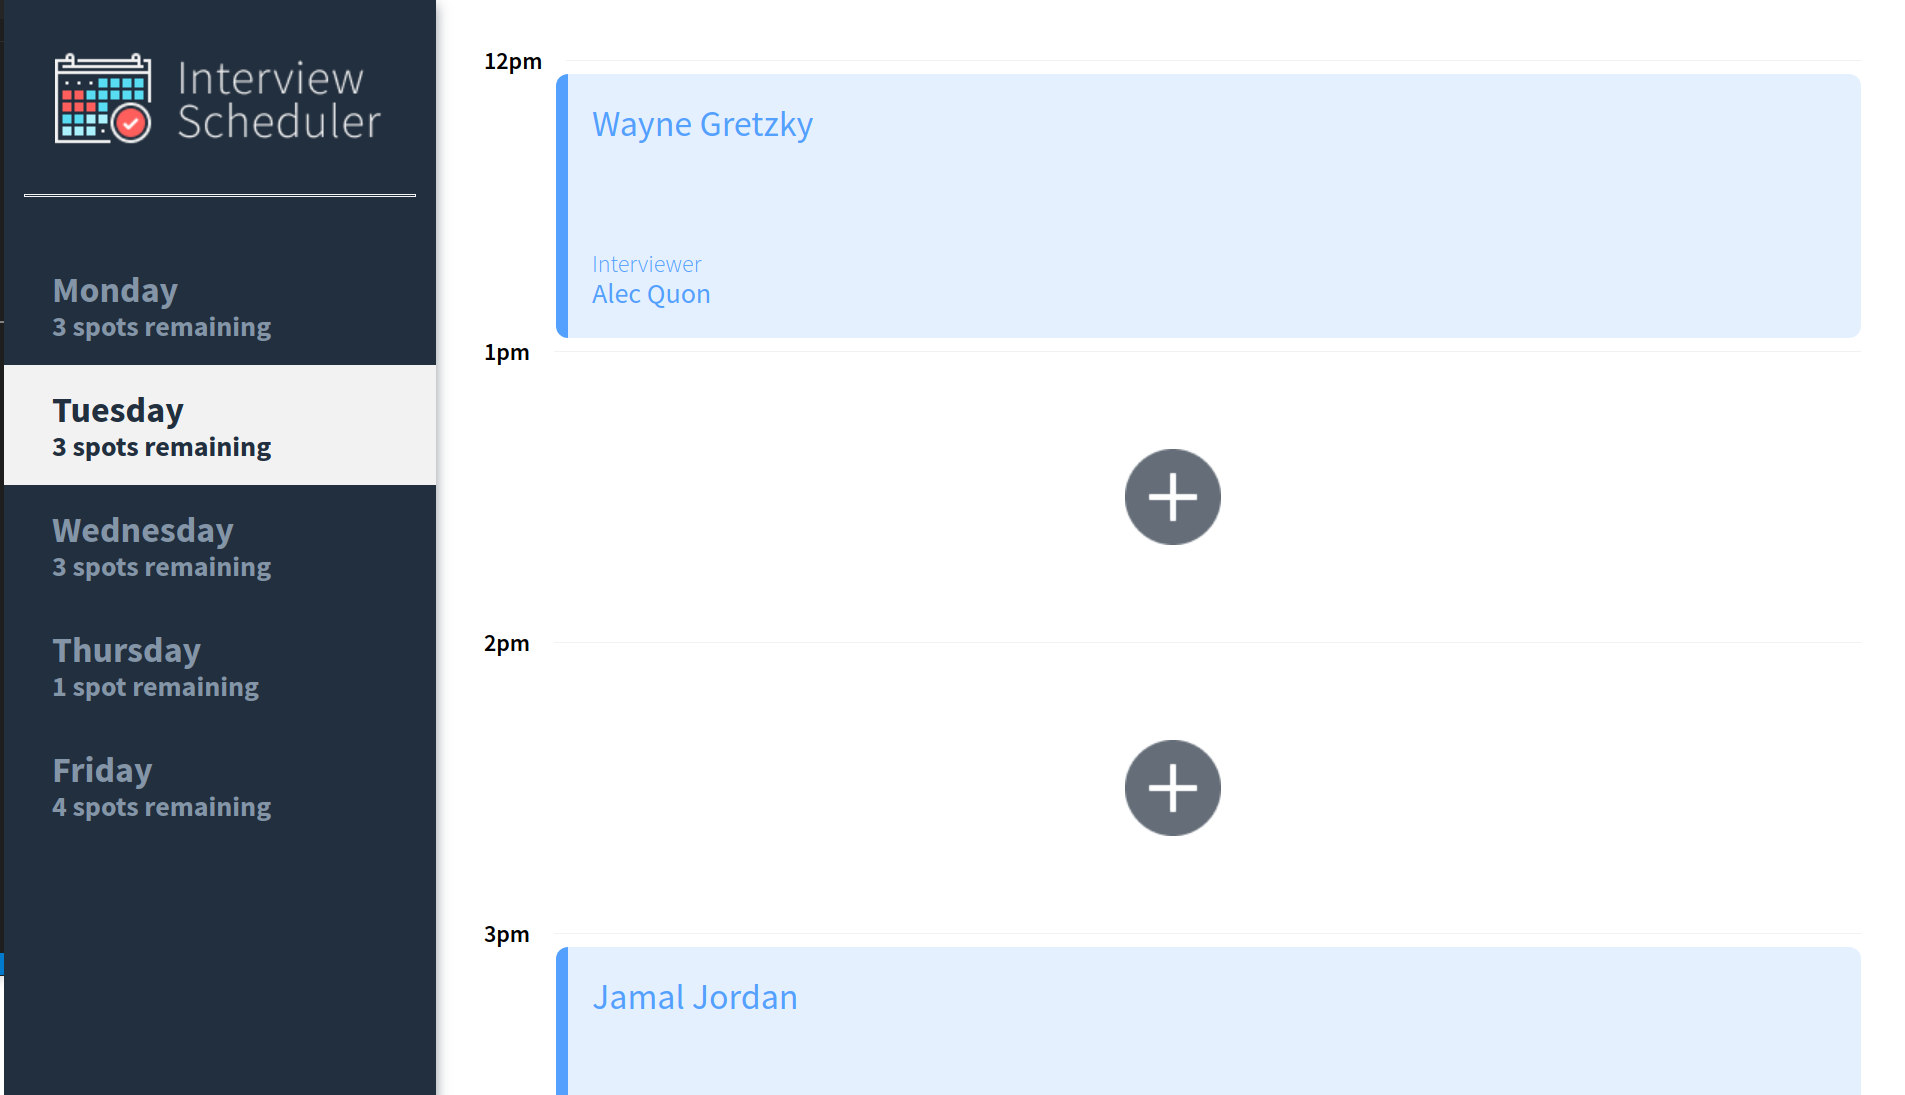 Interview
Scheduler
Monday
3 spots remaining
Tuesday
3 spots remaining
Wednesday
3 spots remaining
Thursday
1 spot remaining
Friday
4 spots remaining
12pm
Wayne Gretzky
Interviewer
Alec Quon
1pm
2pm
3pm
Jamal Jordan